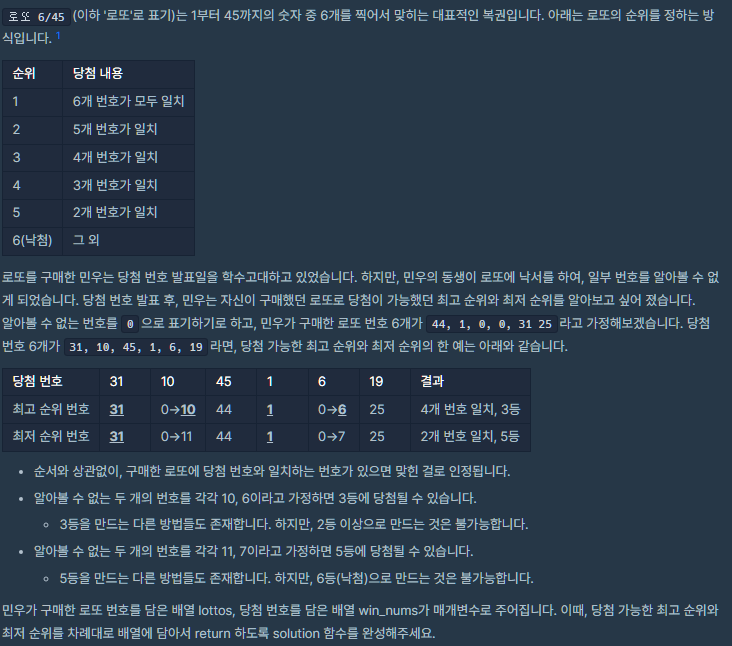 로또 6/45 (이하 '로또'로 표기)는 1부터 45까지의 숫자 중 6개를 찍어서 맞히는 대표적인 복권입니다. 아래는 로또의 순위를 정하는 방
식입니다. 1
순위 당첨 내용
1 6개 번호가 모두 일치
2 5개 번호가 일치
3 4개 번호가 일치
4 3개 번호가 일치
5 2개 번호가 일치
6(낙첨) 그 외
로또를 구매한 민우는 당첨 번호 발표일을 학수고대하고 있었습니다. 하지만, 민우의 동생이 로또에 낙서를 하여, 일부 번호를 알아볼 수 없
게 되었습니다. 당첨 번호 발표 후, 민우는 자신이 구매했던 로또로 당첨이 가능했던 최고 순위와 최저 순위를 알아보고 싶어 졌습니다.
알아볼 수 없는 번호를 0 으로 표기하기로 하고, 민우가 구매한 로또 번호 6개가 44, 1, 0, 0, 31 25 라고 가정해보겠습니다. 당첨
번호 6개가 31, 10, 45, 1, 6, 19 라면, 당첨 가능한 최고 순위와 최저 순위의 한 예는 아래와 같습니다.
당첨 번호 31 10 45 1 6 19 결과
최고 순위 번호 31 0→10 44 1 0→6 25 4개 번호 일치, 3등
최저 순위 번호 31 0→11 44 1 0→7 25 2개 번호 일치, 5등
• 순서와 상관없이, 구매한 로또에 당첨 번호와 일치하는 번호가 있으면 맞힌 걸로 인정됩니다.
• 알아볼 수 없는 두 개의 번호를 각각 10, 6이라고 가정하면 3등에 당첨될 수 있습니다.
◦ 3등을 만드는 다른 방법들도 존재합니다. 하지만, 2등 이상으로 만드는 것은 불가능합니다.
• 알아볼 수 없는 두 개의 번호를 각각 11, 7이라고 가정하면 5등에 당첨될 수 있습니다.
◦ 5등을 만드는 다른 방법들도 존재합니다. 하지만, 6등(낙첨)으로 만드는 것은 불가능합니다.
민우가 구매한 로또 번호를 담은 배열 lottos, 당첨 번호를 담은 배열 win_nums가 매개변수로 주어집니다. 이때, 당첨 가능한 최고 순위와
최저 순위를 차례대로 배열에 담아서 return 하도록 solution 함수를 완성해주세요.